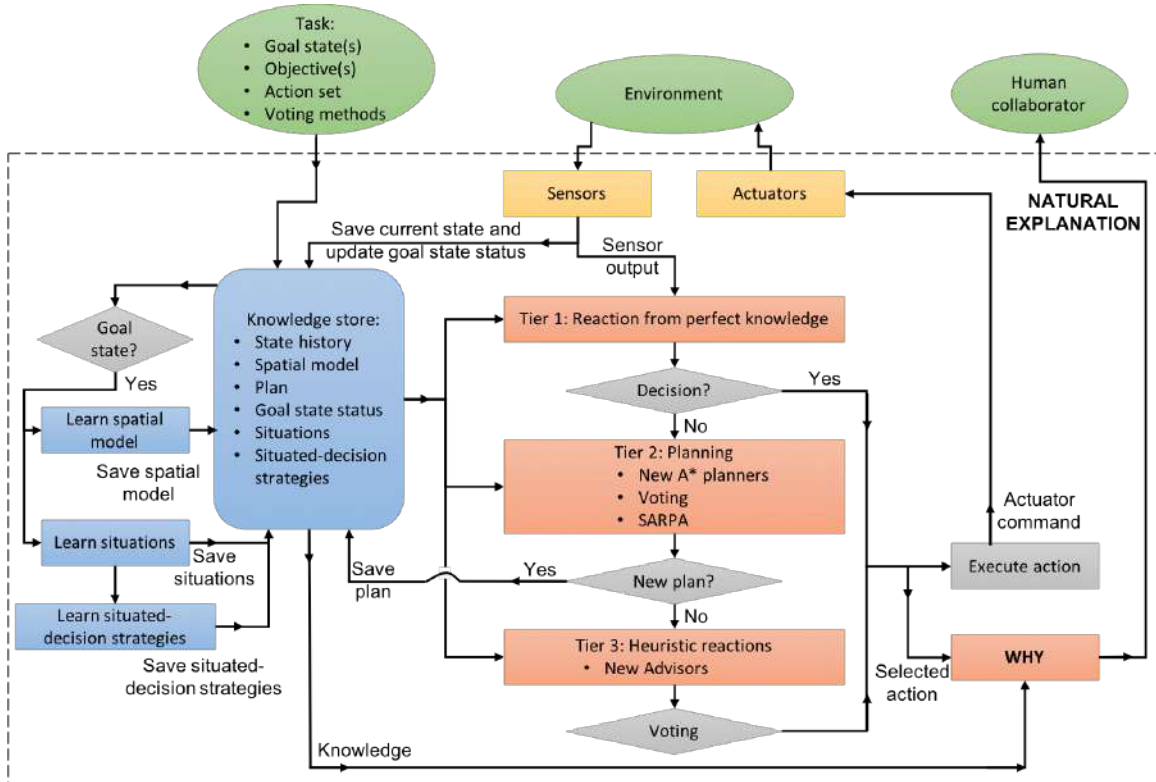 Task:
• Goal state(s)
• Objective(s)
• Action set
• Voting methods
Environment
Human
collaborator
Sensors
Actuators
NATURAL
EXPLANATION
Save current state and
update goal state status
Sensor
output
Goal
state?
Yes
Knowledge store:
• State history
• Spatial model
• Plan
• Goal state status
• Situations
• Situated-decision
strategies
Tier 1: Reaction from perfect knowledge
Decision?
Yes
No
Learn spatial
model
Save spatial
model
Tier 2: Planning
• New A* planners
• Voting
• SARPA
Actuator
command
Learn situations
Save
situations
Save
plan
Yes
New plan?
No
Execute action
Learn situated-
decision strategies
Save situated-
decision strategies
Tier 3: Heuristic reactions
• New Advisors
Selected
action
WHY
Voting
Knowledge